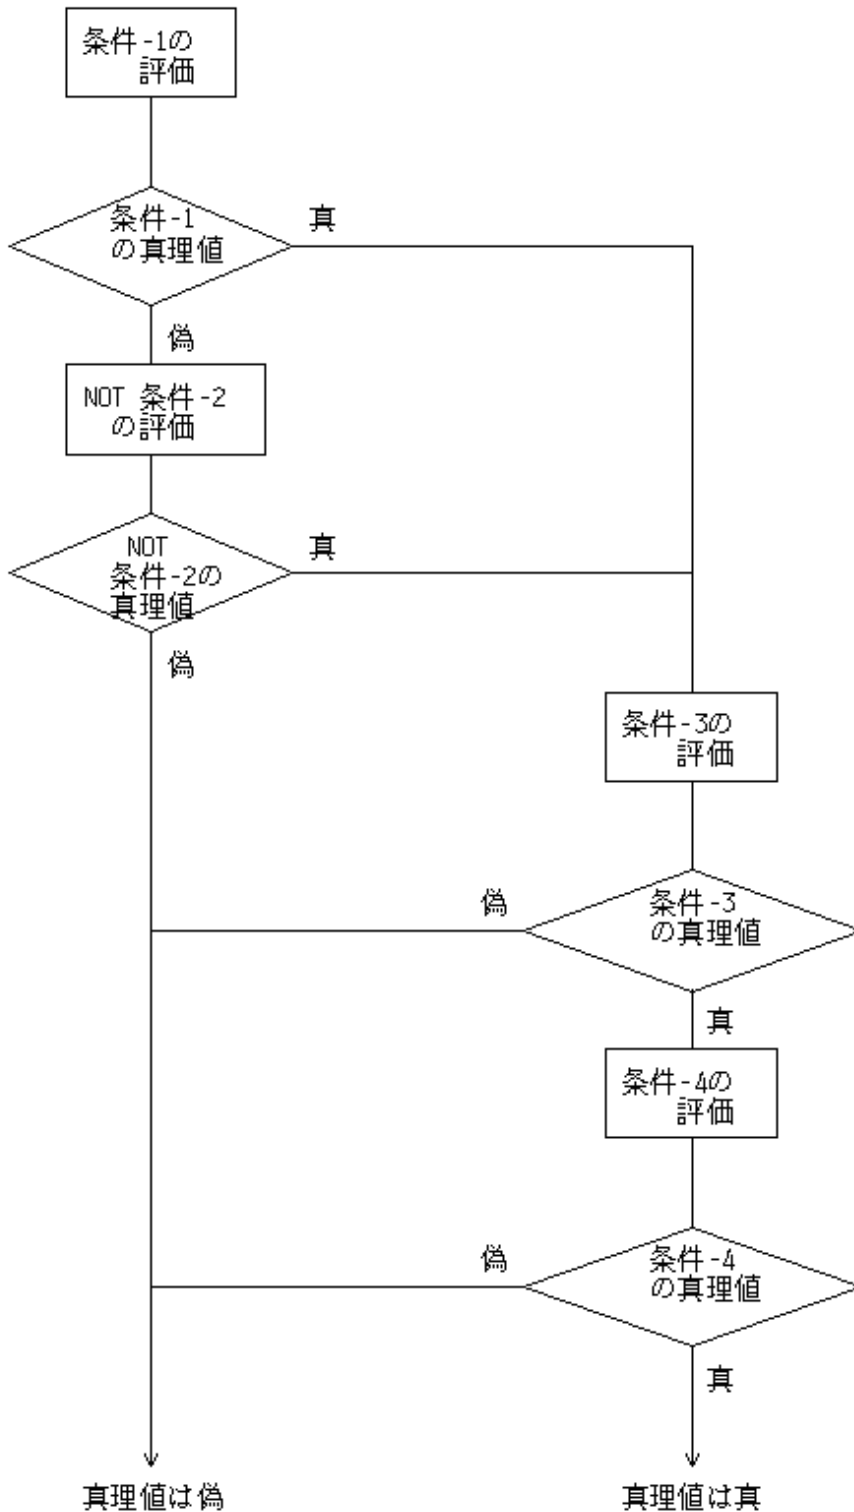 条件-1の
評価
条件-1
の真理値
真
偽
NOT 条件-2
の評価
NOT
条件-2の
真理値
真
偽
条件-3の
評価
条件-3
の真理値
偽
真
条件-4の
評価
条件-4
の真理値
偽
真
真理値は偽
真理値は真